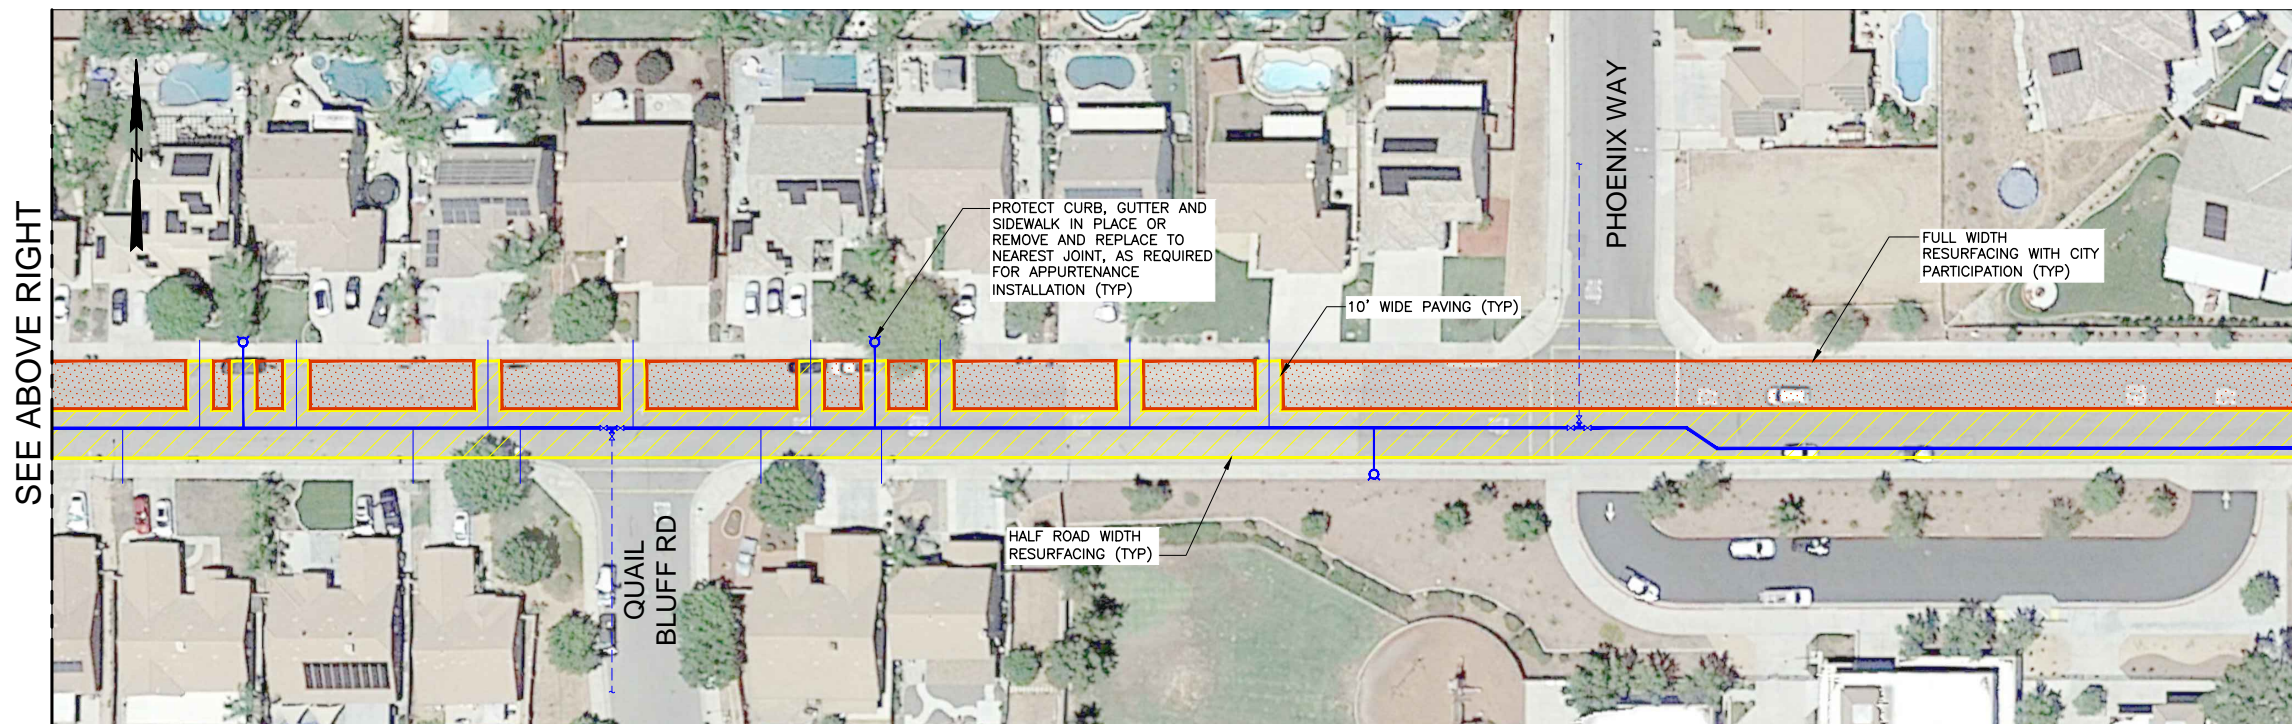 SEE ABOVE RIGHT
N
PROTECT CURB, GUTTER AND
SIDEWALK IN PLACE OR
REMOVE AND REPLACE TO
NEAREST JOINT, AS REQUIRED
FOR APPURTENANCE
INSTALLATION (TYP)
10' WIDE PAVING (TYP)
PHOENIX WAY
FULL WIDTH
RESURFACING WITH CITY
PARTICIPATION (TYP)
HALF ROAD WIDTH
RESURFACING (TYP)
QUAIL
BLUFF RD